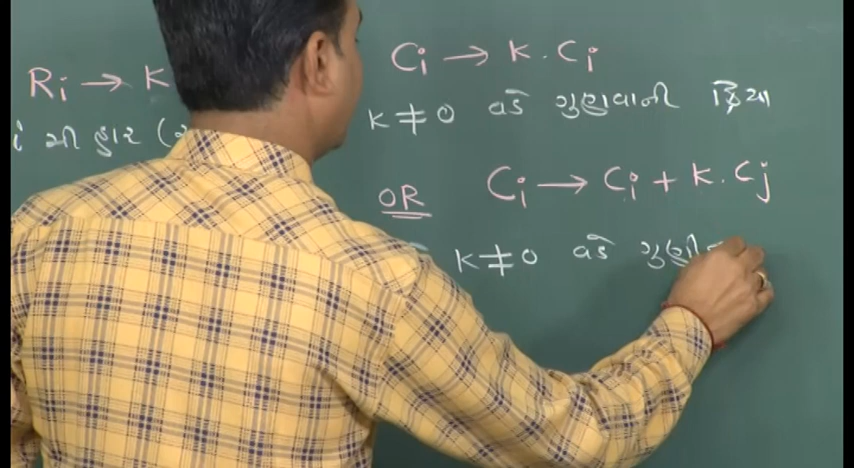 Ri → K
Ci → K . Ci
K ≠ 0 વડે ગુણવાની ક્રિયા
i મી હાર (
OR Ci → Ci + K . Cj
K ≠ 0 વડે